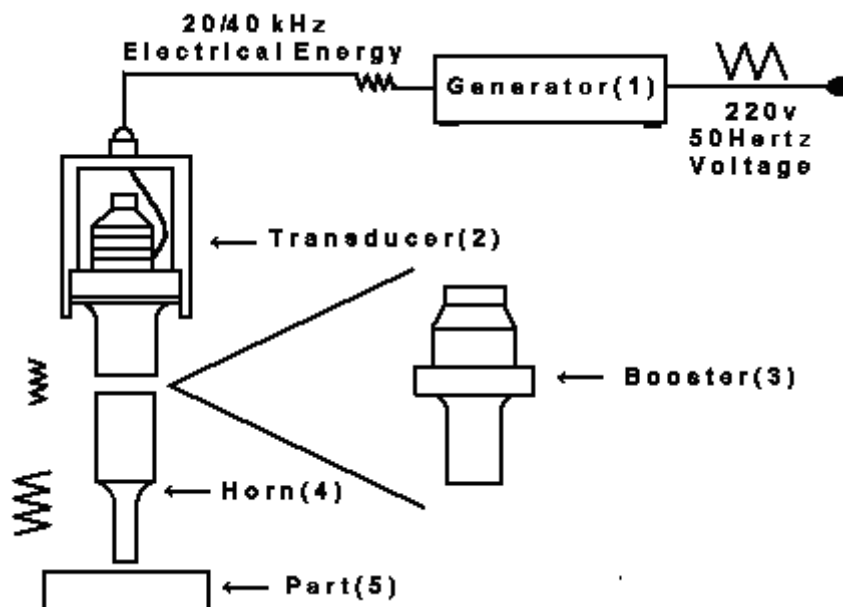 20/40 kHz
Electrical Energy
Generator(1)
220v
50Hertz
Voltage
Transducer(2)
Booster(3)
Horn(4)
Part(5)